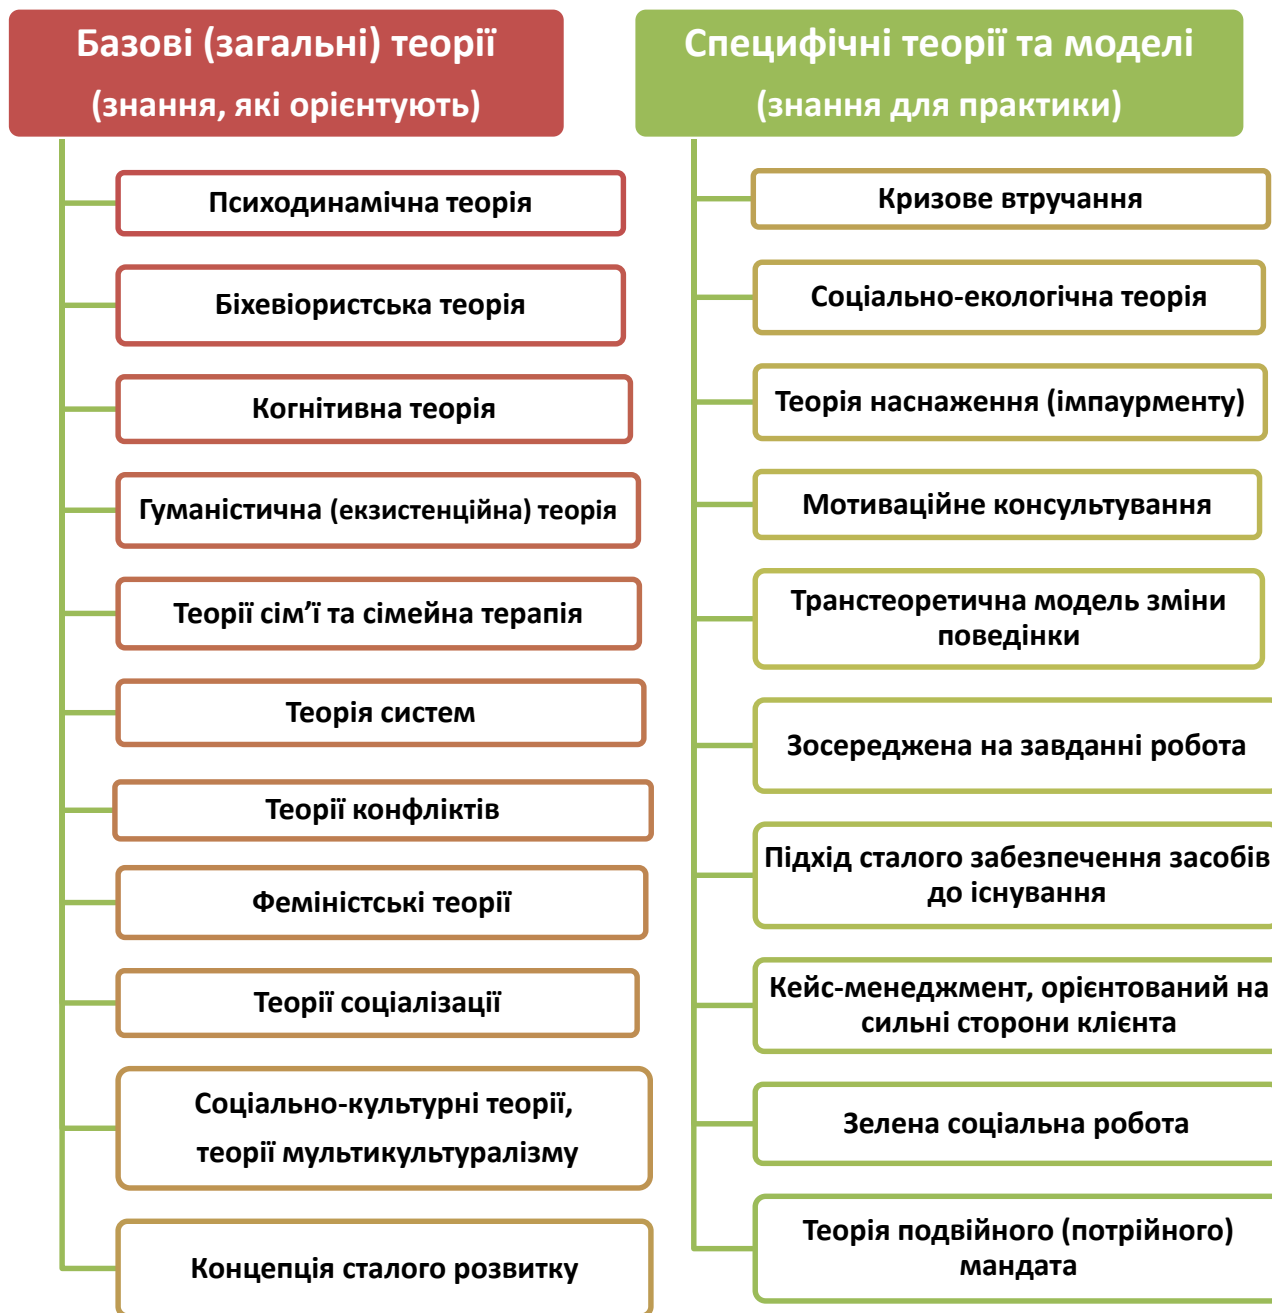 Базові (загальні) теорії
(знання, які орієнтують)
Психодинамічна теорія
Біхевіористська теорія
Когнітивна теорія
Гуманістична (екзистенційна) теорія
Теорії сім’ї та сімейна терапія
Теорія систем
Теорії конфліктів
Феміністські теорії
Теорії соціалізації
Соціально-культурні теорії,
теорії мультикультуралізму
Концепція сталого розвитку
Специфічні теорії та моделі
(знання для практики)
Кризове втручання
Соціально-екологічна теорія
Теорія наснаження (імпаурменту)
Мотиваційне консультування
Транстеоретична модель зміни
поведінки
Зосереджена на завданні робота
Підхід сталого забезпечення засобів
до існування
Кейс-менеджмент, орієнтований на
сильні сторони клієнта
Зелена соціальна робота
Теорія подвійного (потрійного)
мандата